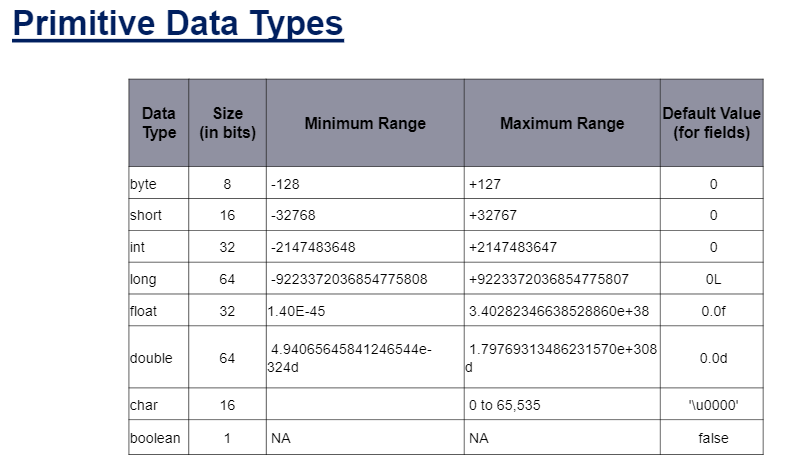 Primitive Data Types
Data Type Size (in bits) Minimum Range Maximum Range Default Value (for fields)
byte 8 -128 +127 0
short 16 -32768 +32767 0
int 32 -2147483648 +2147483647 0
long 64 -9223372036854775808 +9223372036854775807 0L
float 32 1.40E-45 3.40282346638528860e+38 0.0f
double 64 4.94065645841246544e-324d 1.79769313486231570e+308d 0.0d
char 16 0 to 65,535 '\u0000'
boolean 1 NA NA false